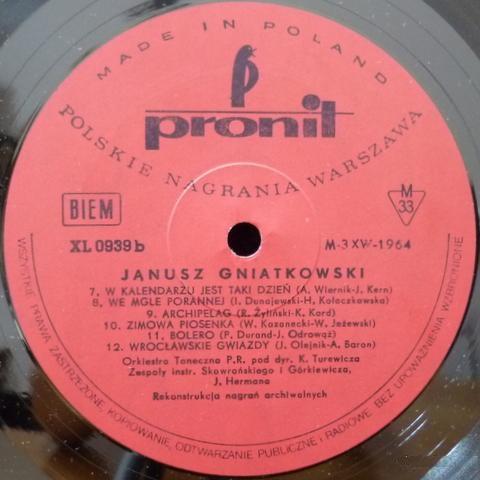 MADE IN POLAND
pronit
POLSKIE NAGRANIA WARSZAWA
BIEM
M
33
XL 0939 b
M-3 XW-1964
JANUSZ GNIATKOWSKI
7. W KALENDARZU JEST TAKI DZIEŃ (A. Wiernik-J. Kern)
8. WE MGLE PORANNEJ (I. Dunajewski-H. Kołaczkowska)
9. ARCHIPELAG (R. Żyliński-K. Kord)
10. ZIMOWA PIOSENKA (W. Kazanecki-W. Jeżewski)
11. BOLERO (P. Durand-J. Odrowąż)
12. WROCŁAWSKIE GWIAZDY (J. Olejnik-A. Baron)
Orkiestra Taneczna P.R. pod dyr. K. Turewicza
Zespoły instr. Skowrońskiego i Górkiewicza,
J. Hermana
Rekonstrukcja nagrań archiwalnych
WSZYSTKIE PRAWA ZASTRZEŻONE, KOPIOWANIE, ODTWARZANIE PUBLICZNE i RADIOWE BEZ UPOWAŻNIENIA WZBRONIONE